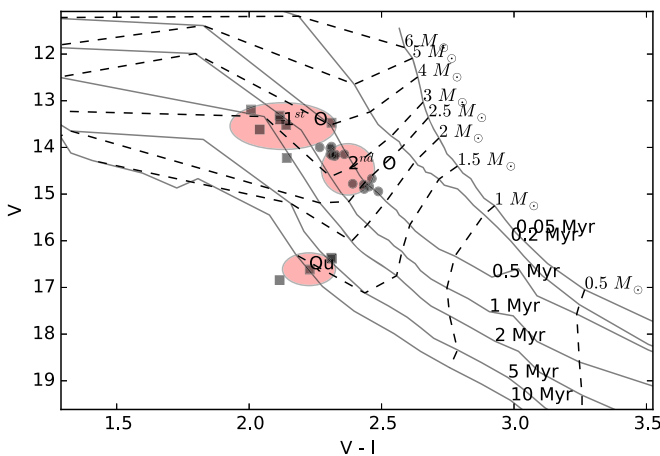 6 M⊙
12
5 M⊙
4 M⊙
13
3 M⊙
1st O
2.5 M⊙
14
2 M⊙
2nd O
1.5 M⊙
15
1 M⊙
V
0.05 Myr
0.2 Myr
16
Qu
0.5 Myr
17
0.5 M⊙
1 Myr
18
2 Myr
5 Myr
19
10 Myr
1.5 2.0 2.5 3.0 3.5
V - I